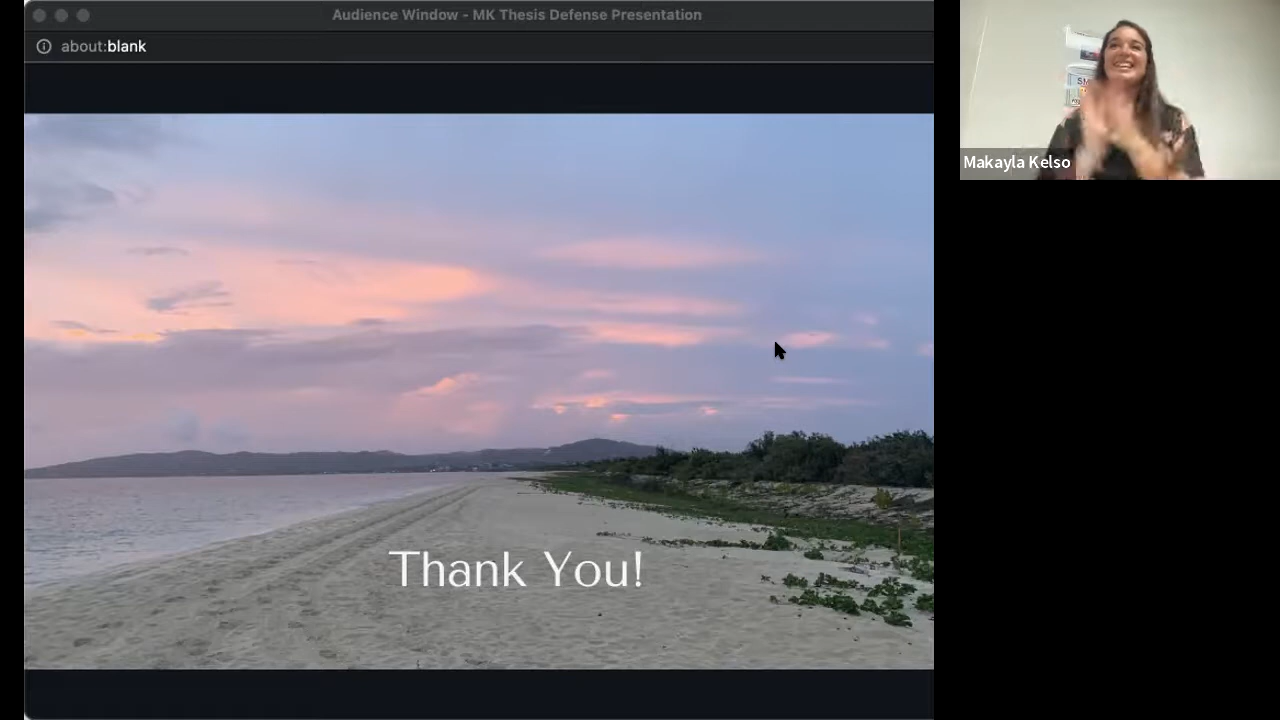 Audience Window - MK Thesis Defense Presentation
about:blank
Thank You!
Makayla Kelso